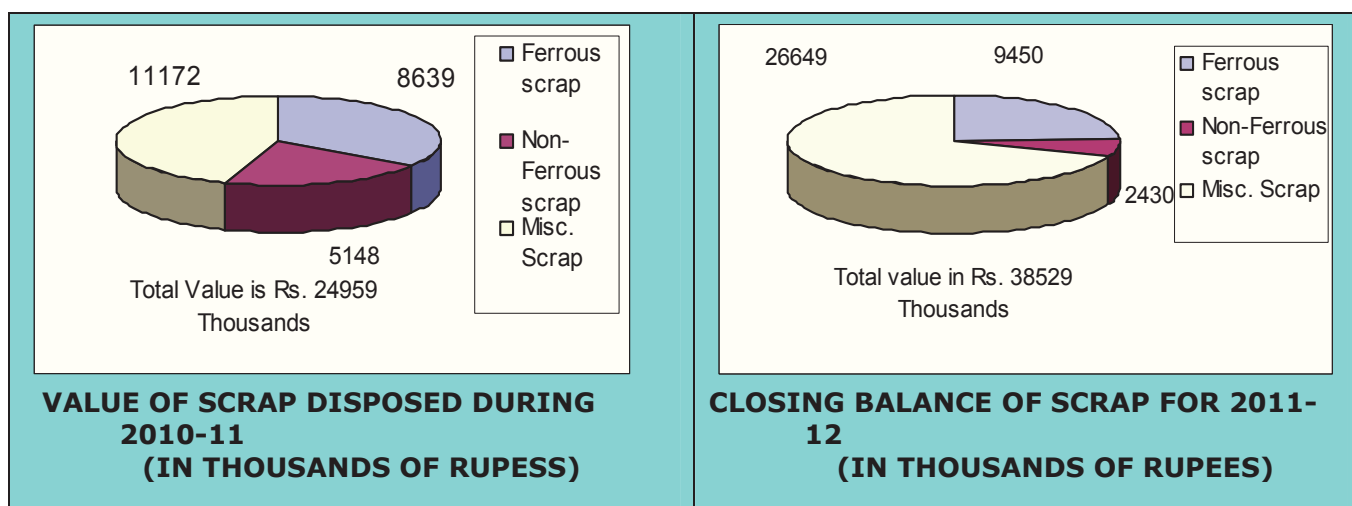 11172
8639
5148
Total Value is Rs. 24959
Thousands
Ferrous
scrap
Non-
Ferrous
scrap
Misc.
Scrap
VALUE OF SCRAP DISPOSED DURING
2010-11
(IN THOUSANDS OF RUPESS)
26649
9450
2430
Total value in Rs. 38529
Thousands
Ferrous
scrap
Non-Ferrous
scrap
Misc. Scrap
CLOSING BALANCE OF SCRAP FOR 2011-
12
(IN THOUSANDS OF RUPEES)